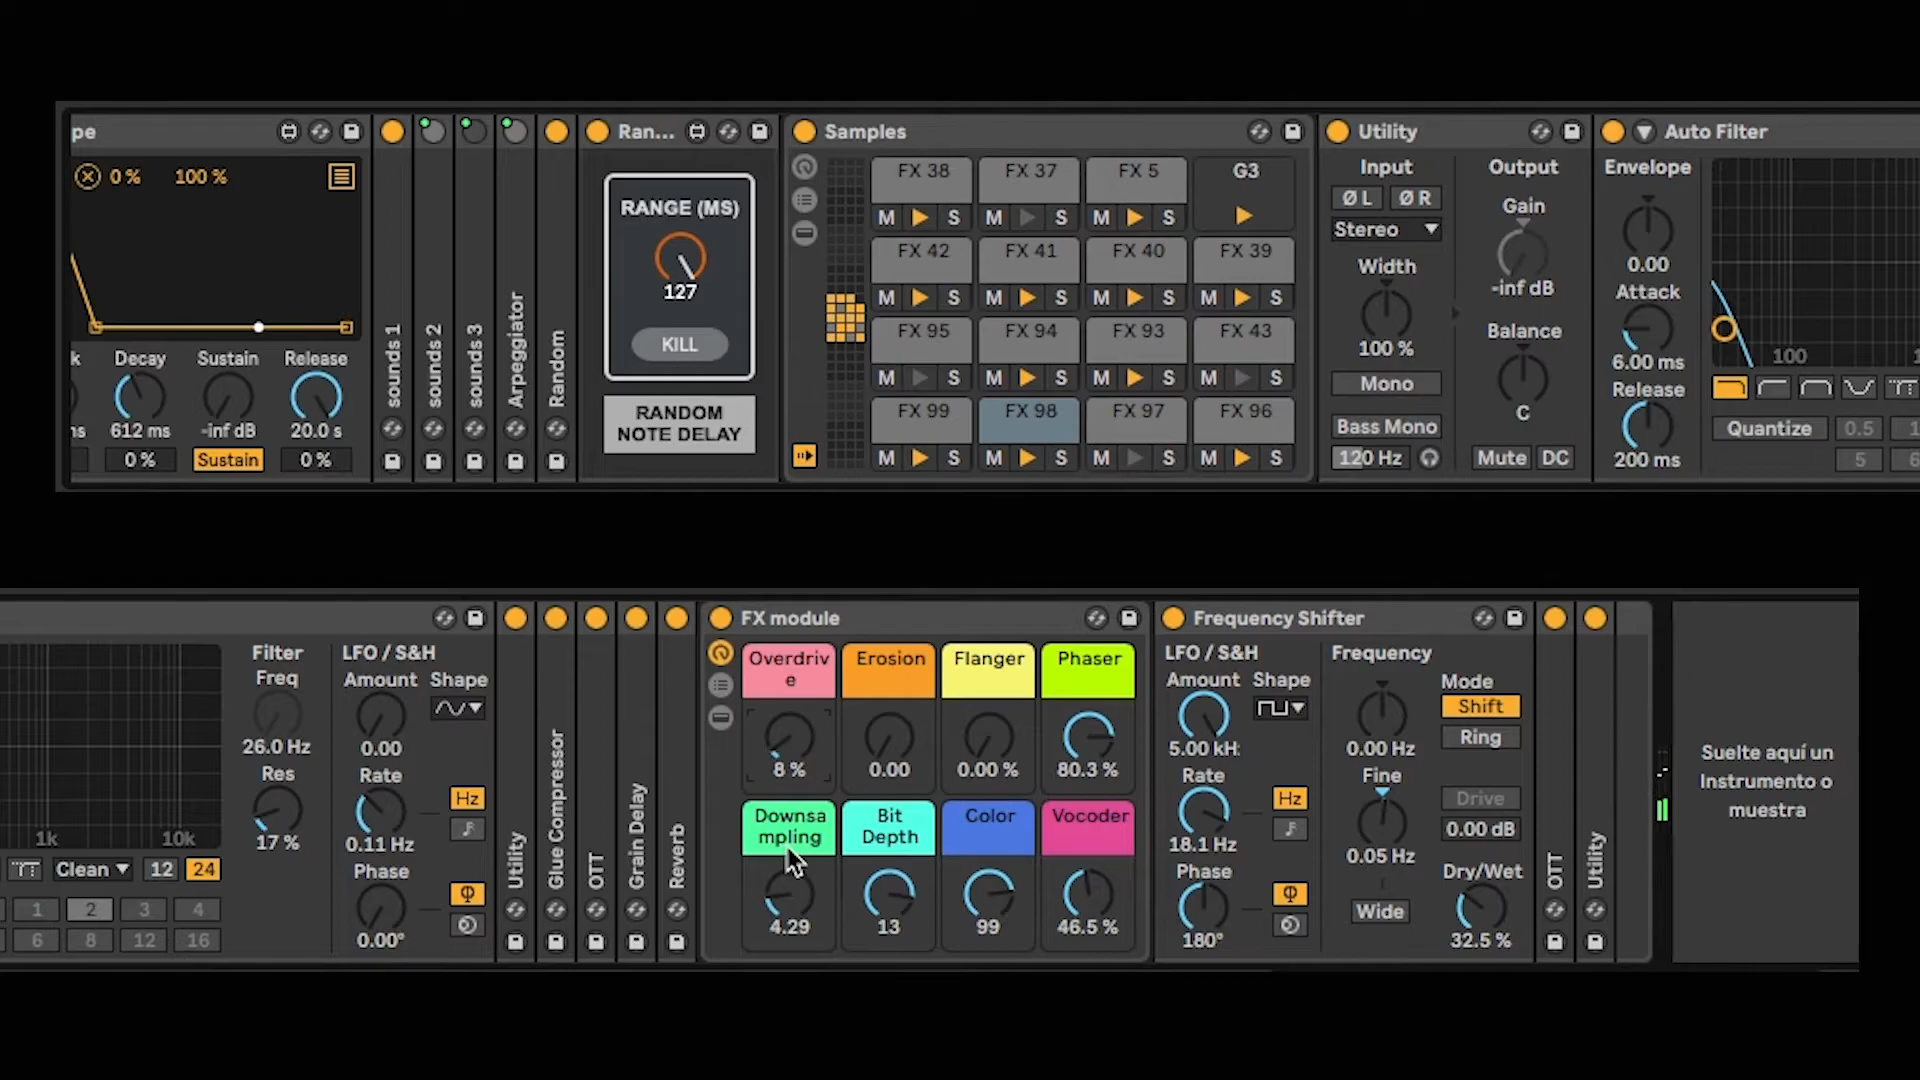 pe
0 %
100 %
k
Decay
Sustain
Release
ns
612 ms
-inf dB
20.0 s
0 %
Sustain
0 %
sounds 1
sounds 2
sounds 3
Arpeggiator
Random
Ran...
RANGE (MS)
127
KILL
RANDOM
NOTE DELAY
Samples
FX 38
FX 37
FX 5
G3
M S
M S
M S
FX 42
FX 41
FX 40
FX 39
M S
M S
M S
M S
FX 95
FX 94
FX 93
FX 43
M S
M S
M S
M S
FX 99
FX 98
FX 97
FX 96
M S
M S
M S
M S
Utility
Input
Ø L
Ø R
Stereo
Width
100 %
Mono
Bass Mono
120 Hz
Output
Gain
-inf dB
Balance
C
Mute
DC
Auto Filter
Envelope
0.00
Attack
6.00 ms
Release
200 ms
100
1
Quantize
0.5
1
5
6
1k
10k
Clean
12
24
1
2
3
4
6
8
12
16
Filter
Freq
26.0 Hz
Res
17 %
LFO / S&H
Amount
Shape
0.00
Rate
Hz
0.11 Hz
Phase
0.00°
Utility
Glue Compressor
OTT
Grain Delay
Reverb
FX module
Overdriv
e
Erosion
Flanger
Phaser
8 %
0.00
0.00 %
80.3 %
Downsa
mpling
Bit
Depth
Color
Vocoder
4.29
13
99
46.5 %
Frequency Shifter
LFO / S&H
Amount
Shape
5.00 kH:
Rate
Hz
18.1 Hz
Phase
180°
Frequency
0.00 Hz
Fine
0.05 Hz
Wide
Mode
Shift
Ring
Drive
0.00 dB
Dry/Wet
32.5 %
OTT
Utility
Suelte aquí un
Instrumento o
muestra